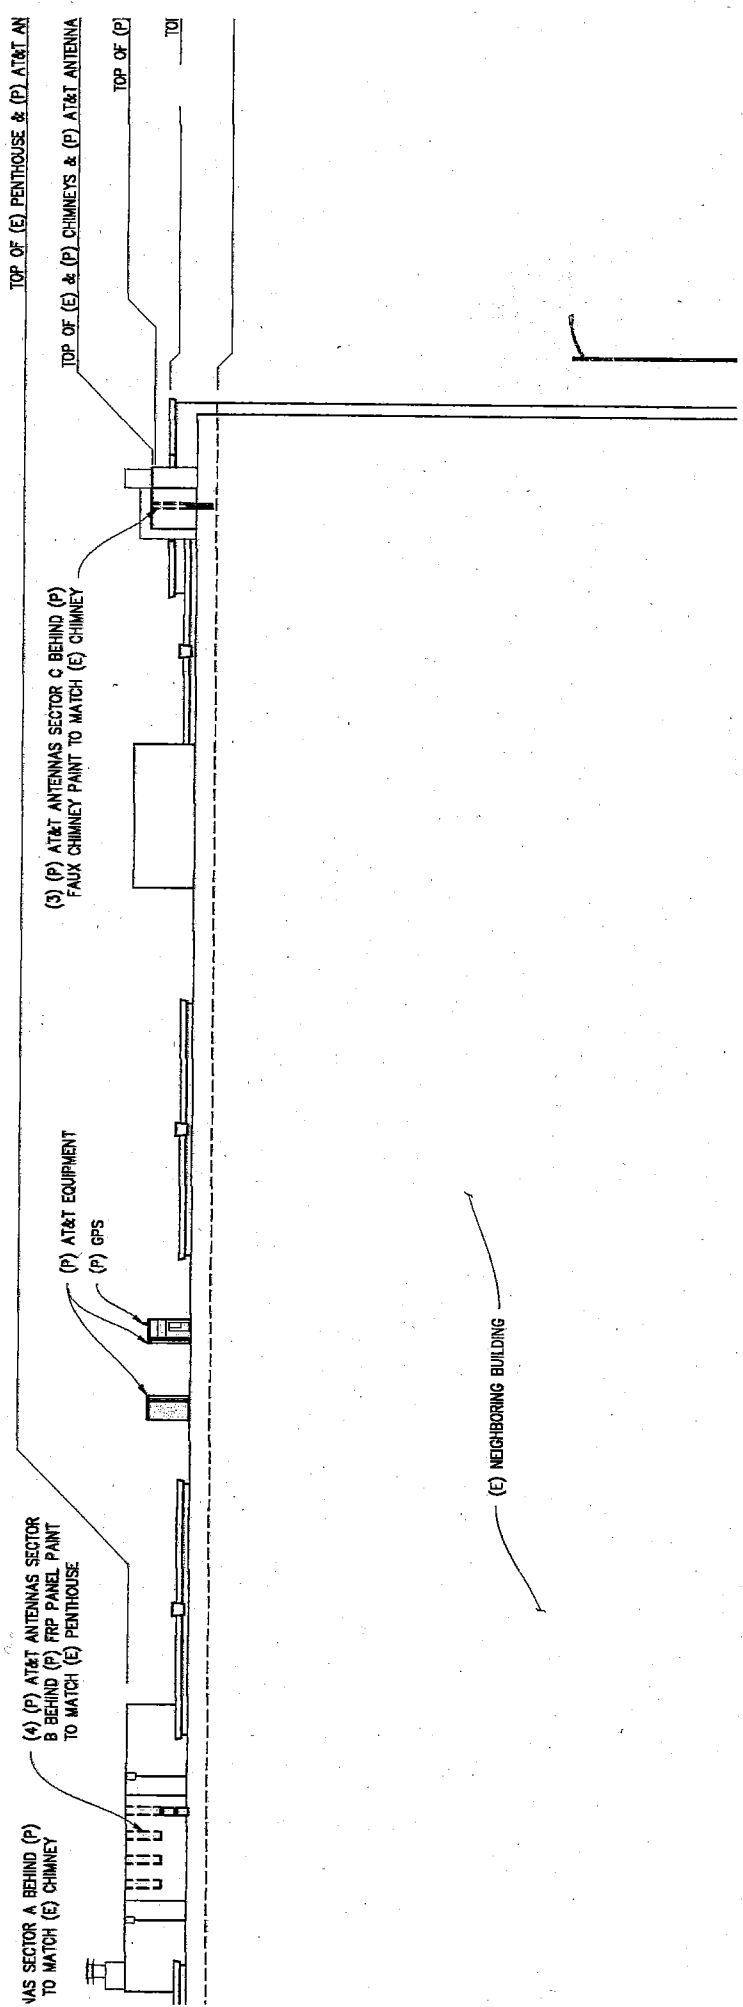 TOP OF (E) PENTHOUSE & (P) AT&T AN
TOP OF (E) & (P) CHIMNEYS & (P) AT&T ANTENNA
TOP OF (P)
NAS SECTOR A BEHIND (P)
TO MATCH (E) CHIMNEY
(4) (P) AT&T ANTENNAS SECTOR
B BEHIND (P) FRP PANEL PAINT
TO MATCH (E) PENTHOUSE
(P) AT&T EQUIPMENT
(P) GPS
(3) (P) AT&T ANTENNAS SECTOR C BEHIND (P)
FAUX CHIMNEY PAINT TO MATCH (E) CHIMNEY
(E) NEIGHBORING BUILDING